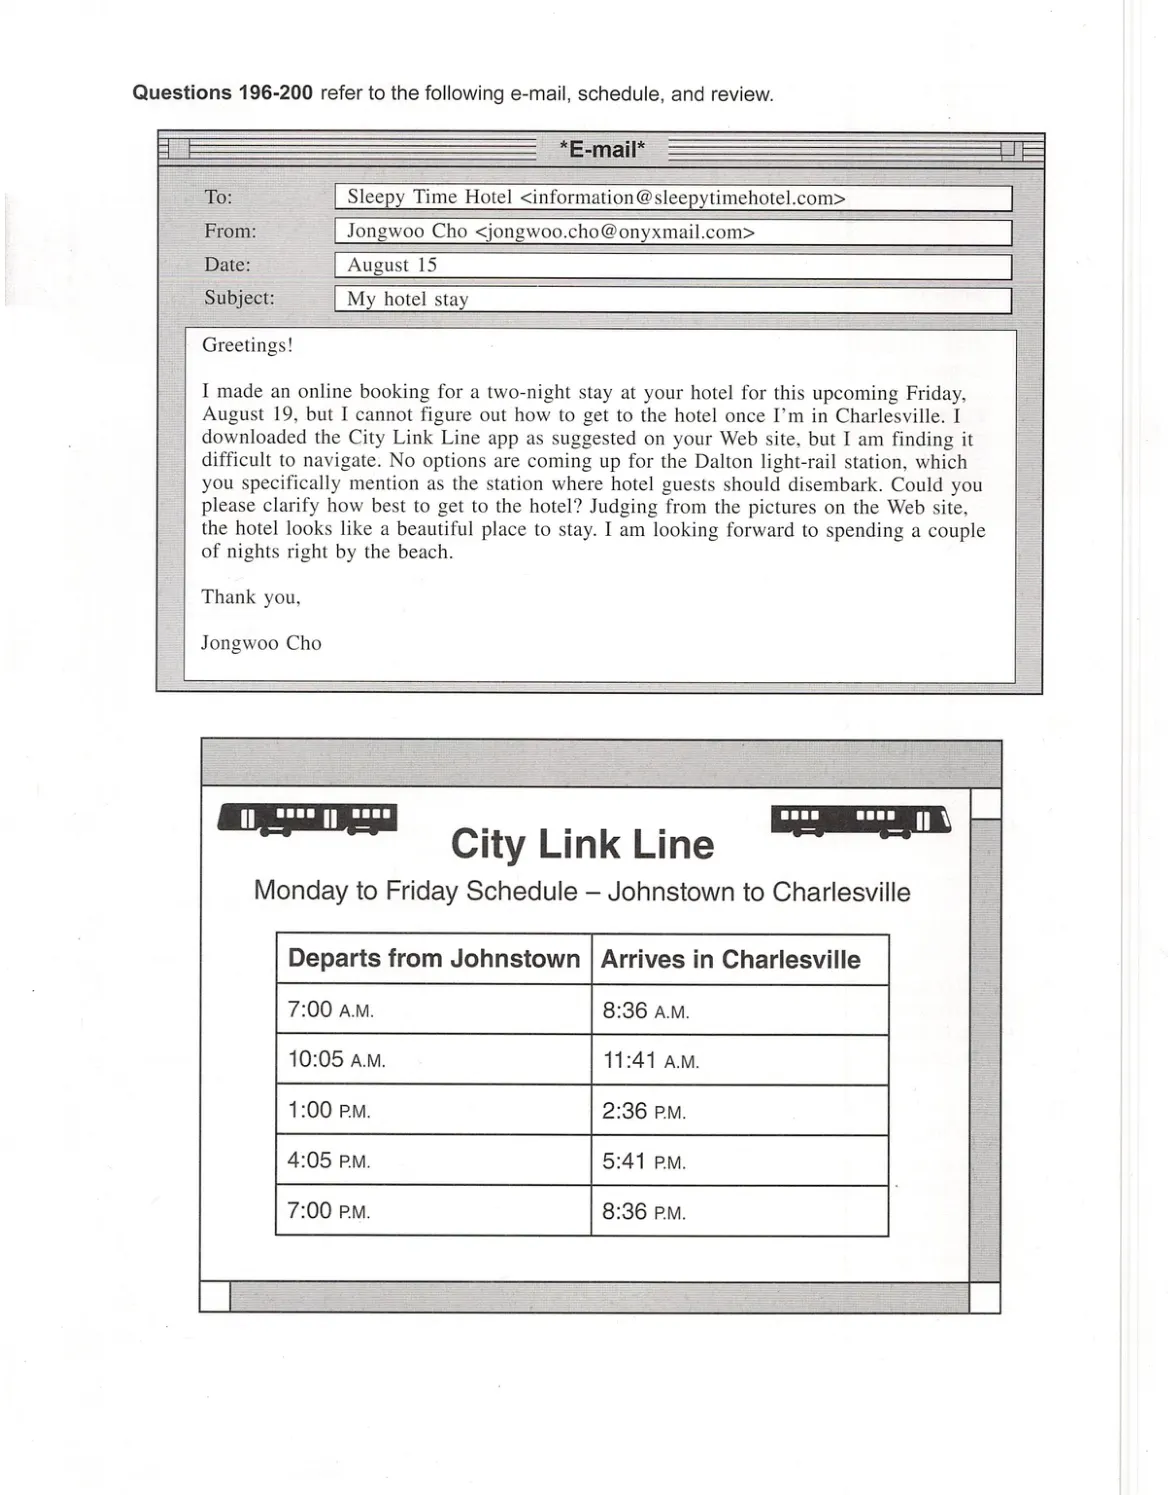 Questions 196-200 refer to the following e-mail, schedule, and review.
*E-mail*
To: Sleepy Time Hotel <information@sleepytimehotel.com>
From: Jongwoo Cho <jongwoo.cho@onyxmail.com>
Date: August 15
Subject: My hotel stay
Greetings!
I made an online booking for a two-night stay at your hotel for this upcoming Friday,
August 19, but I cannot figure out how to get to the hotel once I'm in Charlesville. I
downloaded the City Link Line app as suggested on your Web site, but I am finding it
difficult to navigate. No options are coming up for the Dalton light-rail station, which
you specifically mention as the station where hotel guests should disembark. Could you
please clarify how best to get to the hotel? Judging from the pictures on the Web site,
the hotel looks like a beautiful place to stay. I am looking forward to spending a couple
of nights right by the beach.
Thank you,
Jongwoo Cho
City Link Line
Monday to Friday Schedule – Johnstown to Charlesville
Departs from Johnstown Arrives in Charlesville
7:00 A.M. 8:36 A.M.
10:05 A.M. 11:41 A.M.
1:00 P.M. 2:36 P.M.
4:05 P.M. 5:41 P.M.
7:00 P.M. 8:36 P.M.